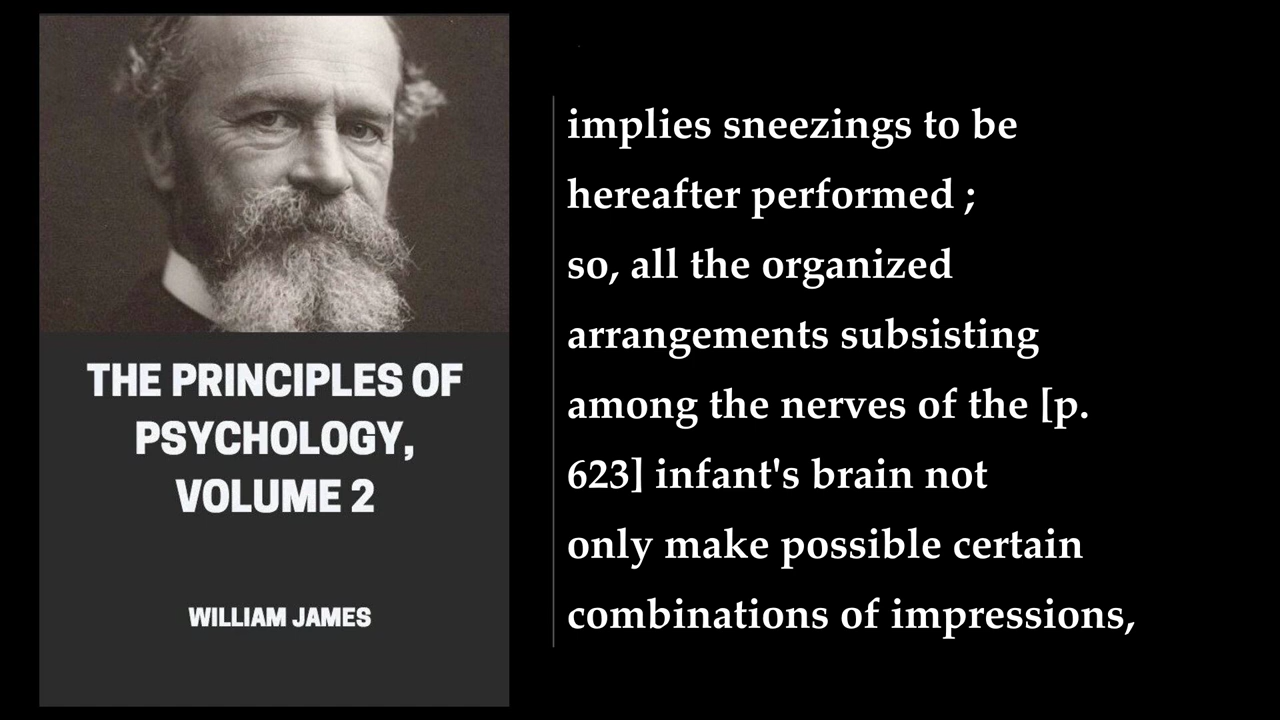 THE PRINCIPLES OF
PSYCHOLOGY,
VOLUME 2
WILLIAM JAMES
implies sneezings to be
hereafter performed ;
so, all the organized
arrangements subsisting
among the nerves of the [p.
623] infant's brain not
only make possible certain
combinations of impressions,